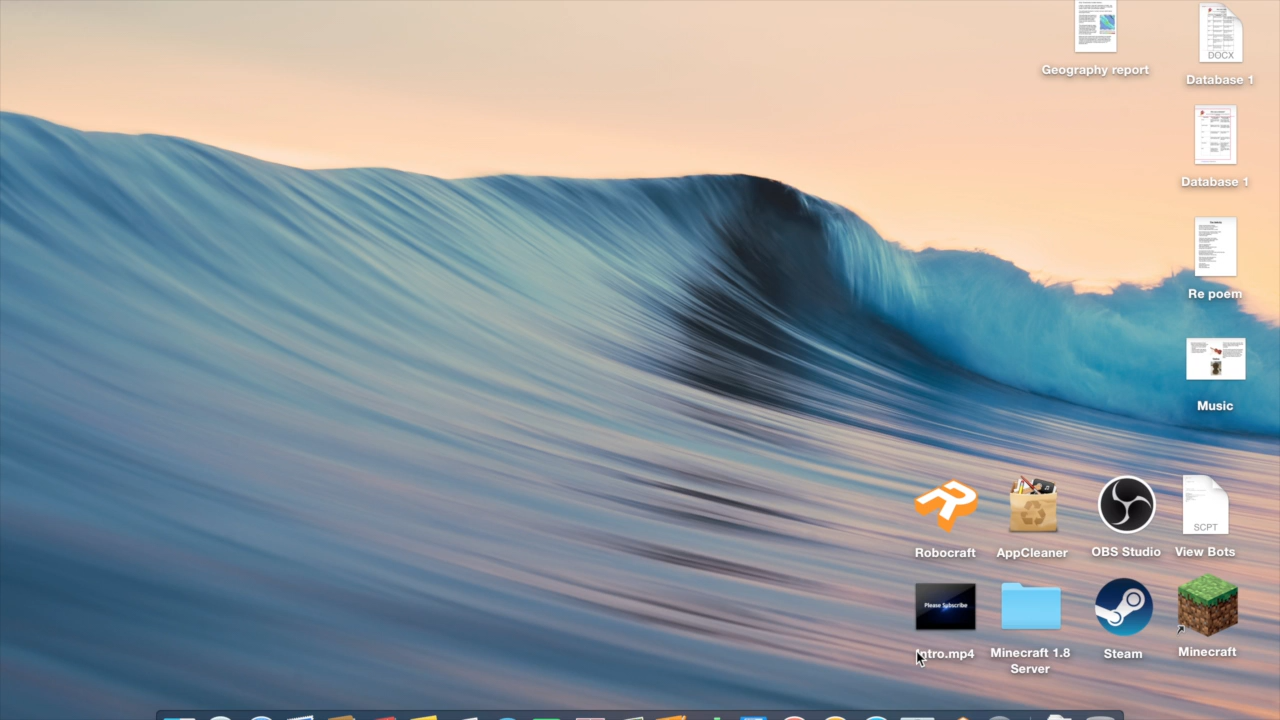 Geography report
DOCX
Database 1
Database 1
Re poem
Music
Robocraft
AppCleaner
OBS Studio
SCPT
View Bots
Please Subscribe
Intro.mp4
Minecraft 1.8
Server
Steam
Minecraft